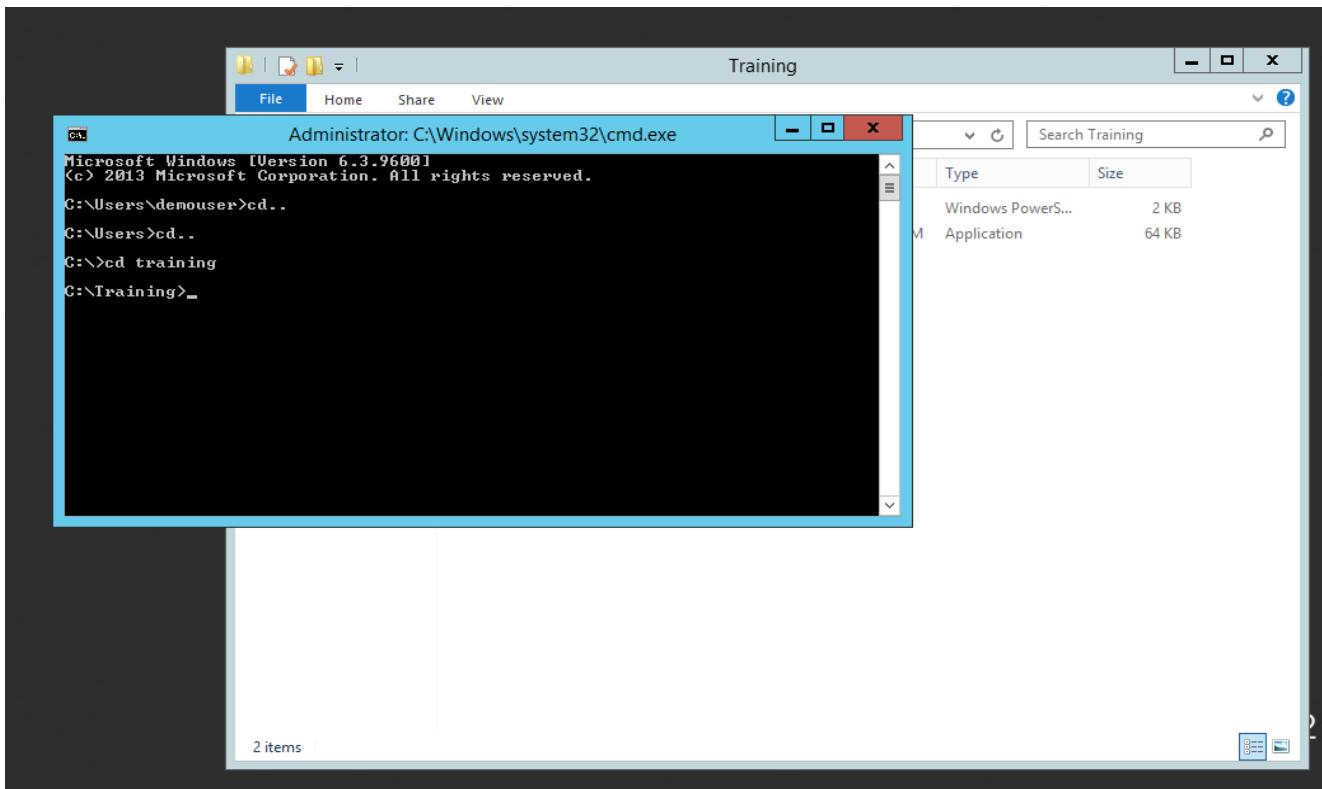 Training
File Home Share View
Administrator: C:\Windows\system32\cmd.exe
Search Training
Microsoft Windows [Version 6.3.9600]
(c) 2013 Microsoft Corporation. All rights reserved.
C:\Users\demouser>cd..
C:\Users>cd..
C:\>cd training
C:\Training>_
Type Size
Windows PowerS... 2 KB
M Application 64 KB
2 items
2